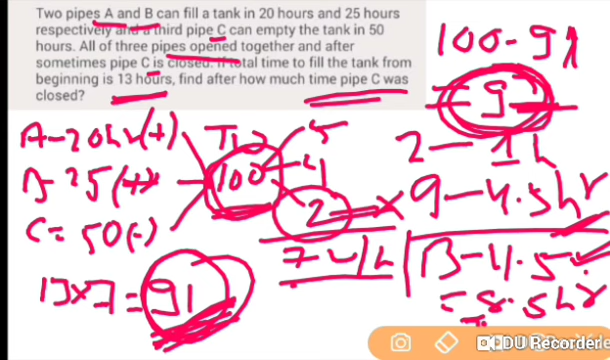 Two pipes A and B can fill a tank in 20 hours and 25 hours
respectively and a third pipe C can empty the tank in 50
hours. All of three pipes opened together and after
sometimes pipe C is closed. If total time to fill the tank from
beginning is 13 hours, find after how much time pipe C was
closed?
100-91
9
A-20hr(+)
5
100
4
2
25(+)
C=50(-)
7u/h
13x7=91
2-1h
9-4.5hr
13-4.5
=8.5hr
DU Recorder